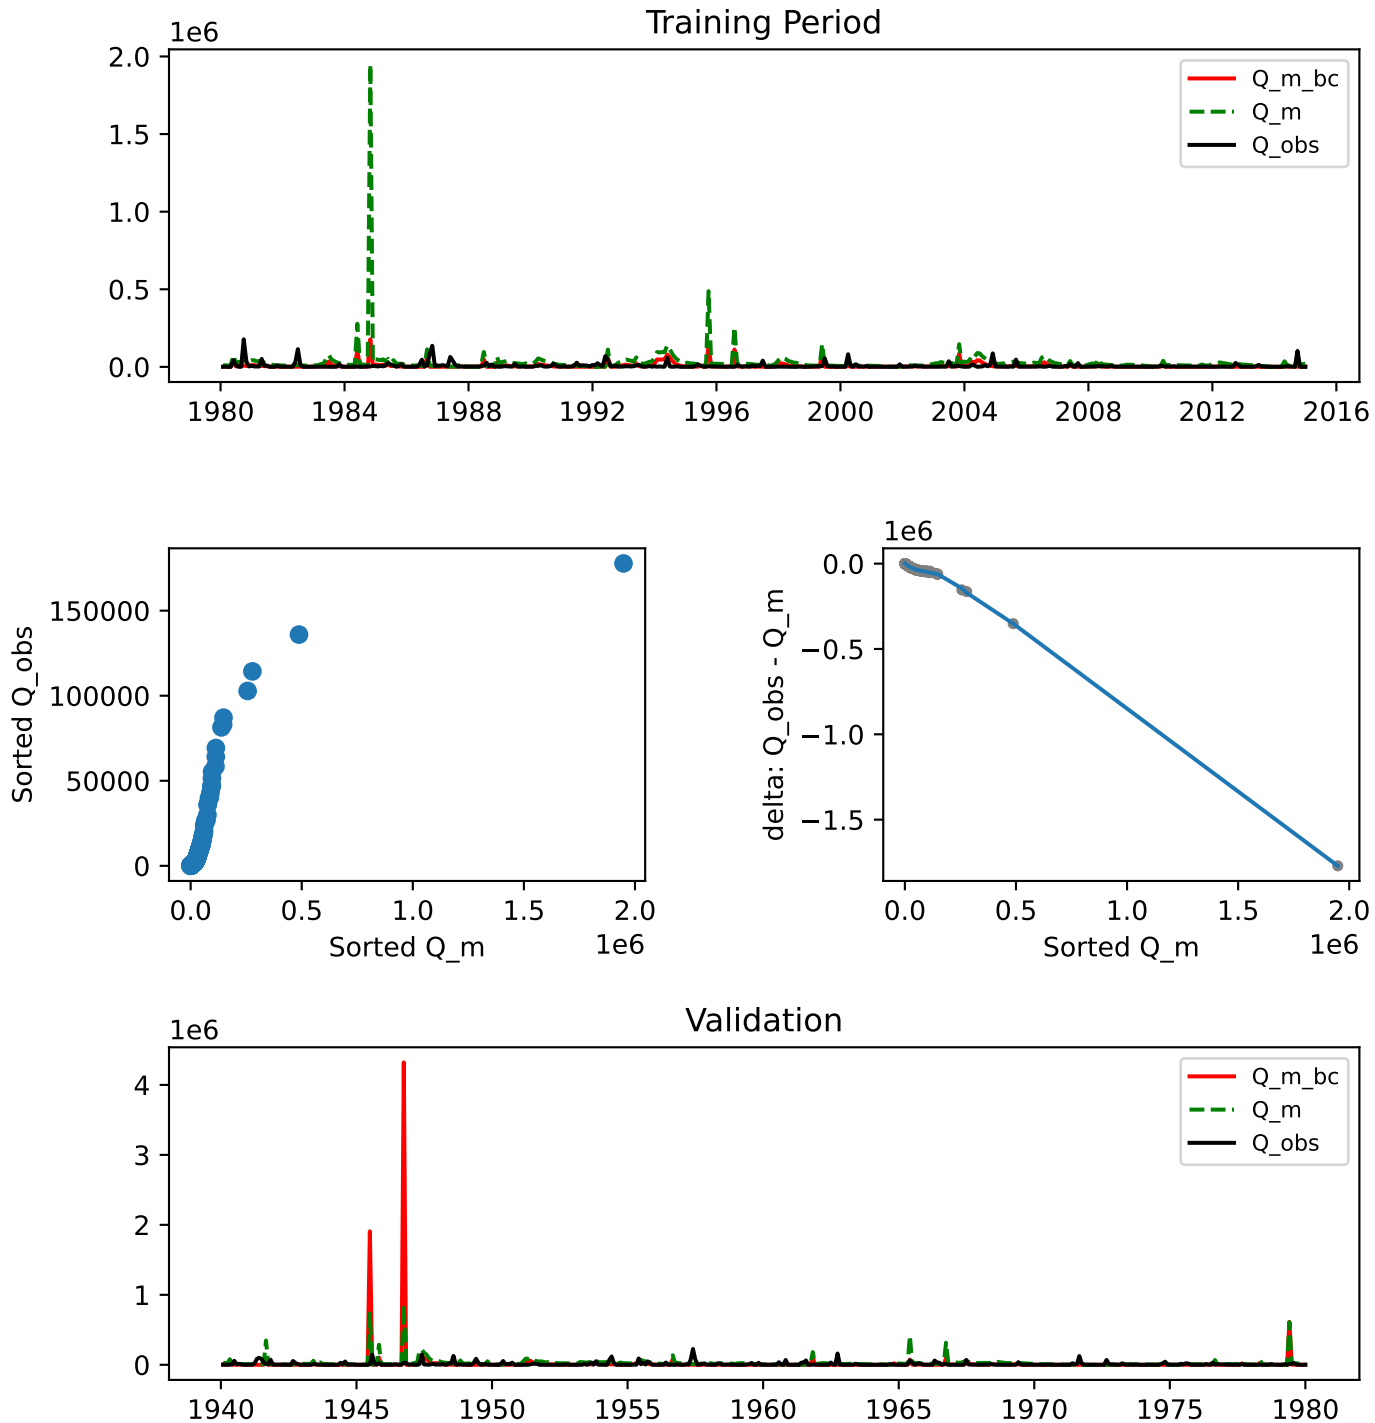 Training Period
1e6
2.0
1.5
1.0
0.5
0.0
Q_m_bc
Q_m
Q_obs
1980 1984 1988 1992 1996 2000 2004 2008 2012 2016
Sorted Q_obs
150000
100000
50000
0
0.0 0.5 1.0 1.5 2.0
Sorted Q_m
1e6
1e6
delta: Q_obs - Q_m
0.0
−0.5
−1.0
−1.5
0.0 0.5 1.0 1.5 2.0
Sorted Q_m
1e6
Validation
1e6
4
3
2
1
0
Q_m_bc
Q_m
Q_obs
1940 1945 1950 1955 1960 1965 1970 1975 1980